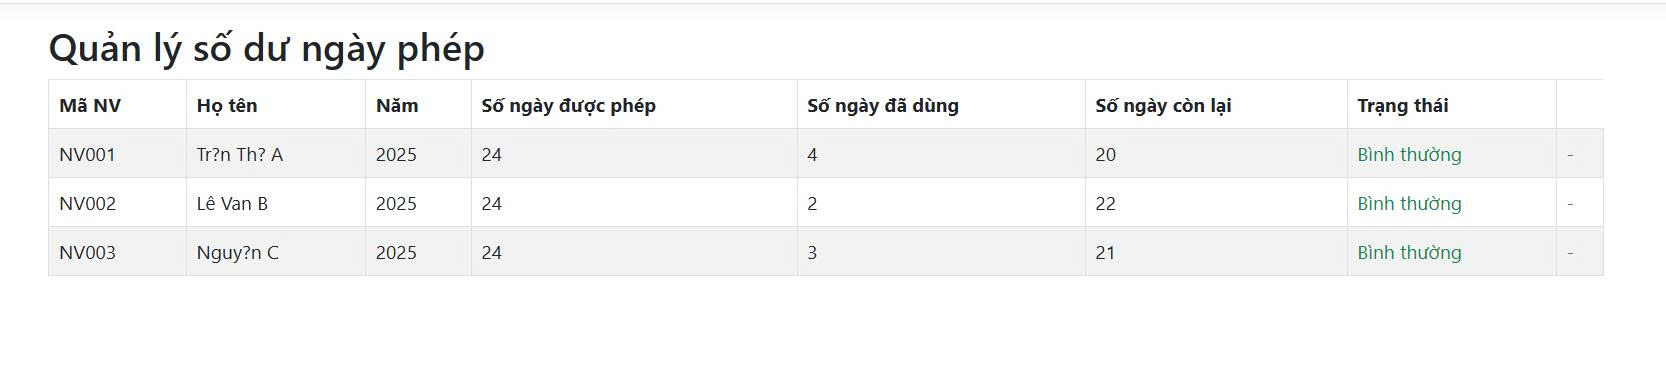 Quản lý số dư ngày phép
Mã NV Họ tên Năm Số ngày được phép Số ngày đã dùng Số ngày còn lại Trạng thái
NV001 Tr?n Th? A 2025 24 4 20 Bình thường -
NV002 Lê Van B 2025 24 2 22 Bình thường -
NV003 Nguy?n C 2025 24 3 21 Bình thường -